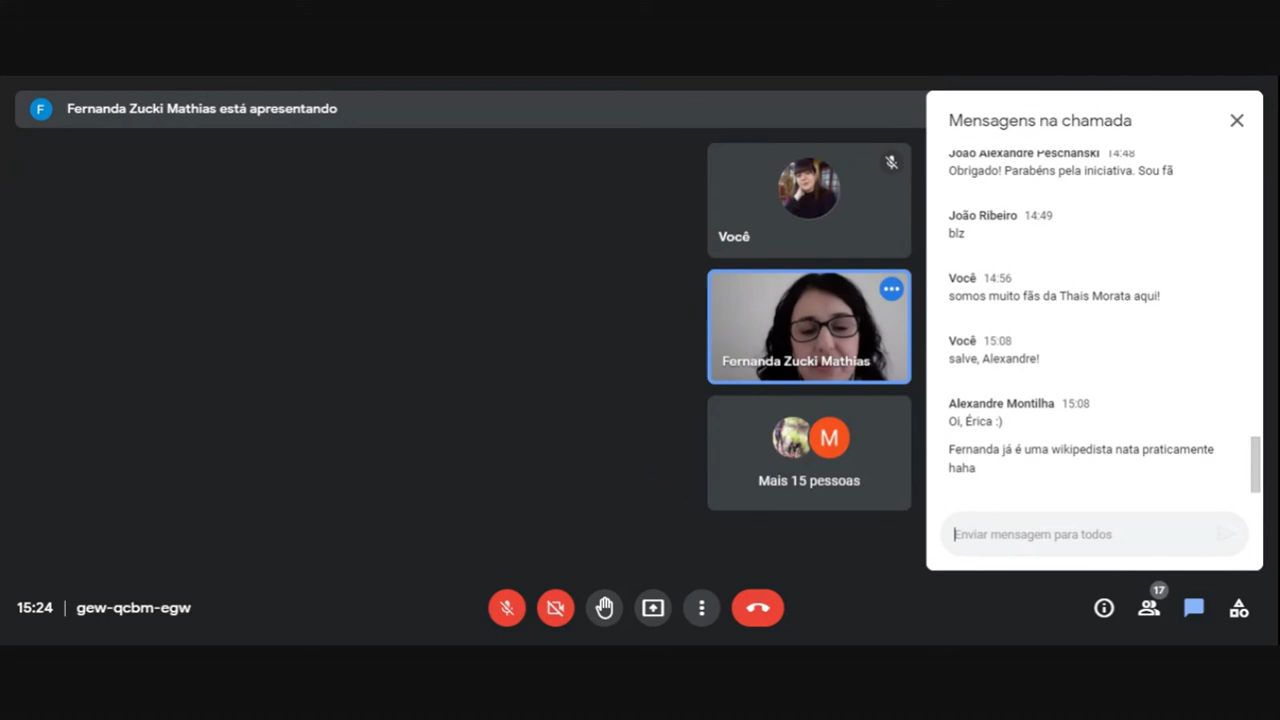 F Fernanda Zucki Mathias está apresentando
Você
Fernanda Zucki Mathias
M
Mais 15 pessoas
Mensagens na chamada
João Alexandre Peschanski 14:48
Obrigado! Parabéns pela iniciativa. Sou fã
João Ribeiro 14:49
blz
Você 14:56
somos muito fãs da Thais Morata aqui!
Você 15:08
salve, Alexandre!
Alexandre Montilha 15:08
Oi, Érica :)
Fernanda já é uma wikipedista nata praticamente
haha
Enviar mensagem para todos
15:24 | gew-qcbm-egw
17